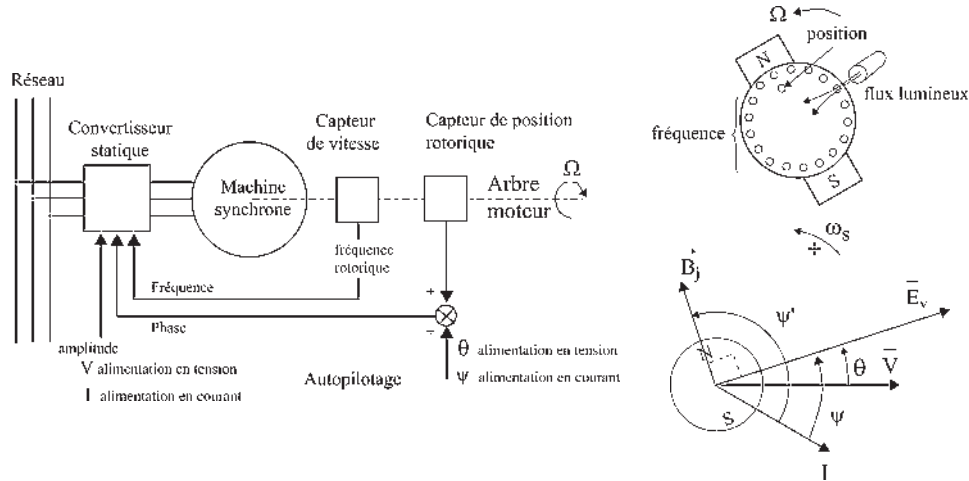 Réseau
Convertisseur
statique
Machine
synchrone
Capteur
de vitesse
Capteur de position
rotorique
Arbre
moteur
Ω
fréquence
rotorique
Fréquence
Phase
+
−
amplitude
V alimentation en tension
I alimentation en courant
Autopilotage
θ alimentation en tension
ψ alimentation en courant
Ω
position
N
flux lumineux
fréquence
S
ωs
+
Bj
Ev
ψ'
N
θ
V
S
ψ
I